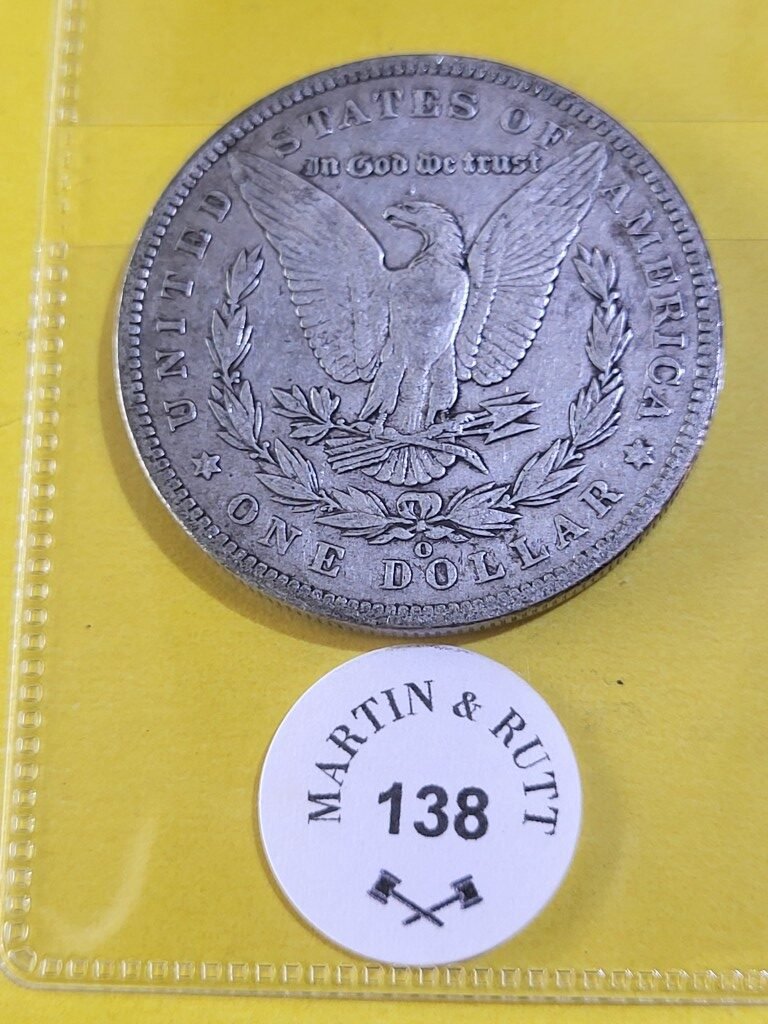 UNITED STATES OF AMERICA
In God we trust
O
ONE DOLLAR
MARTIN & RUTT
138